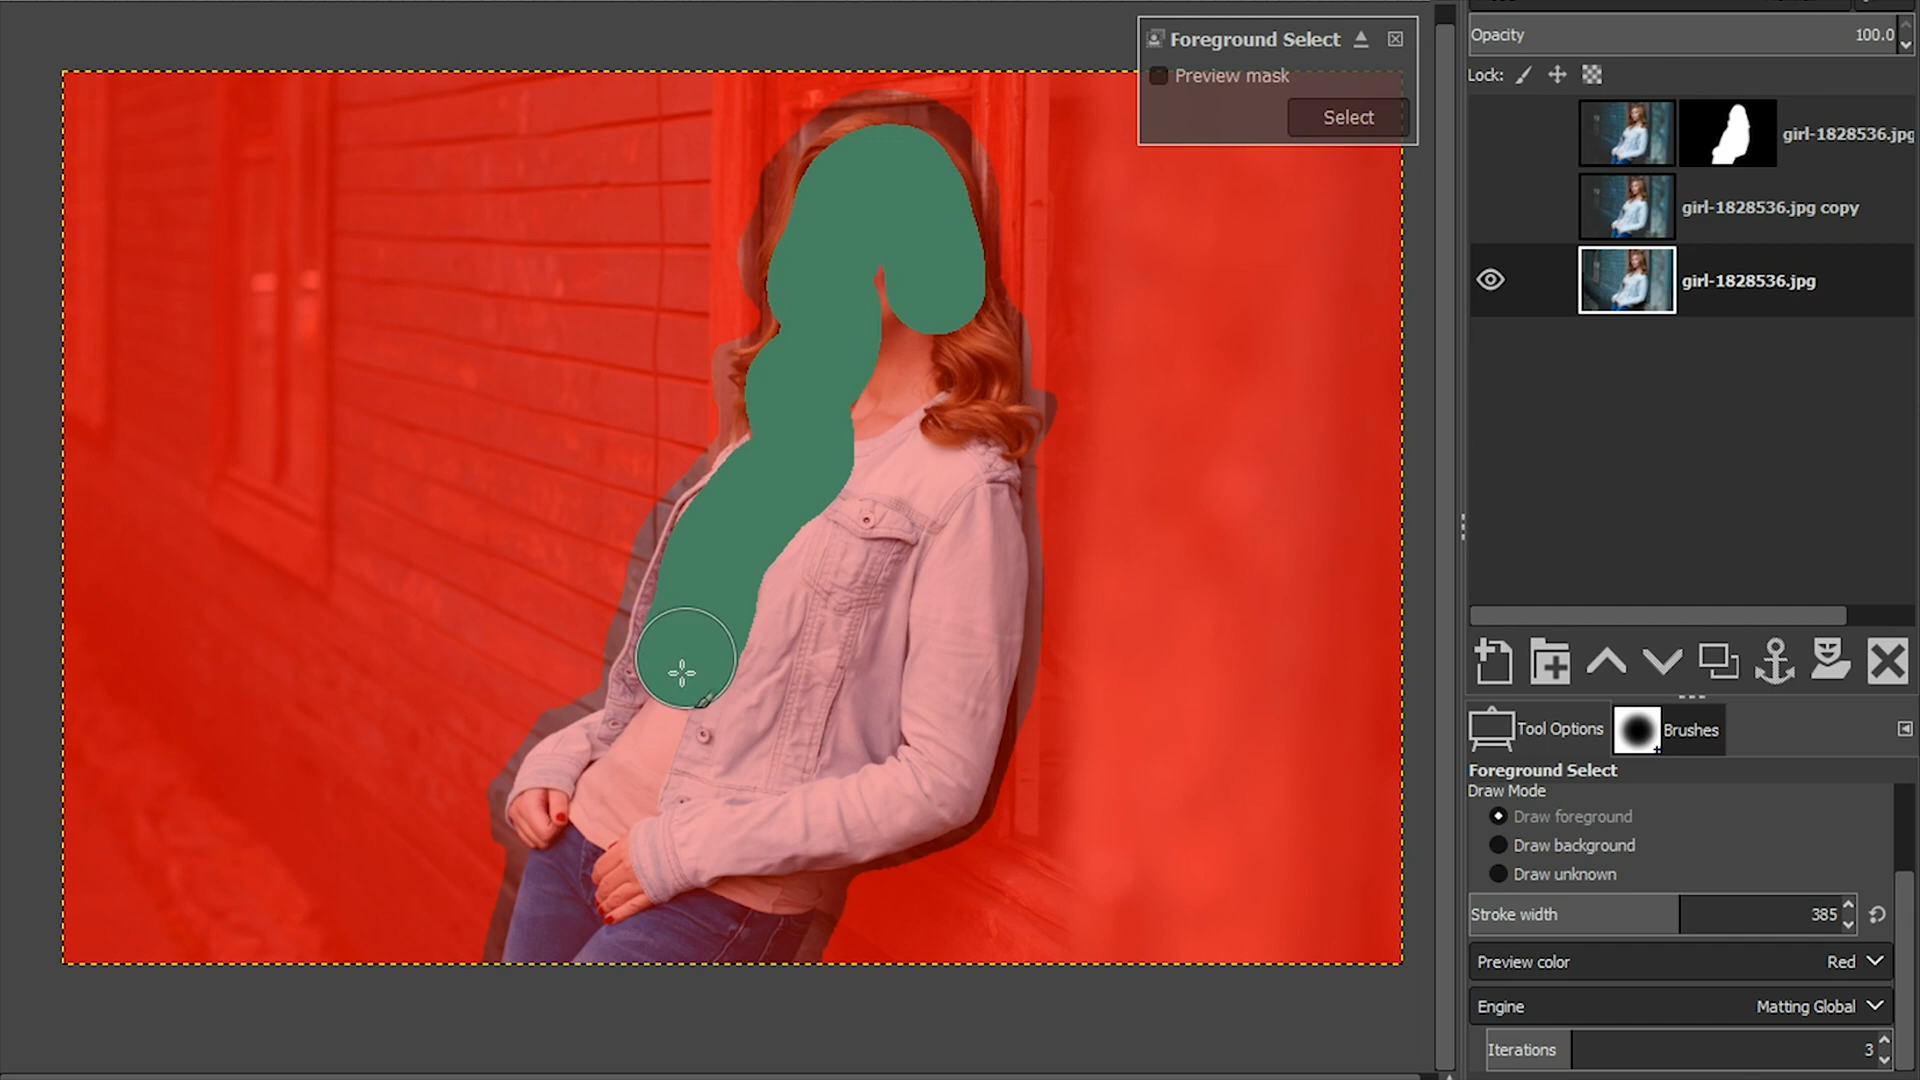 Foreground Select
Preview mask
Select
Opacity 100.0
Lock:
girl-1828536.jpg
girl-1828536.jpg copy
girl-1828536.jpg
Tool Options Brushes
Foreground Select
Draw Mode
Draw foreground
Draw background
Draw unknown
Stroke width 385
Preview color Red
Engine Matting Global
Iterations 3